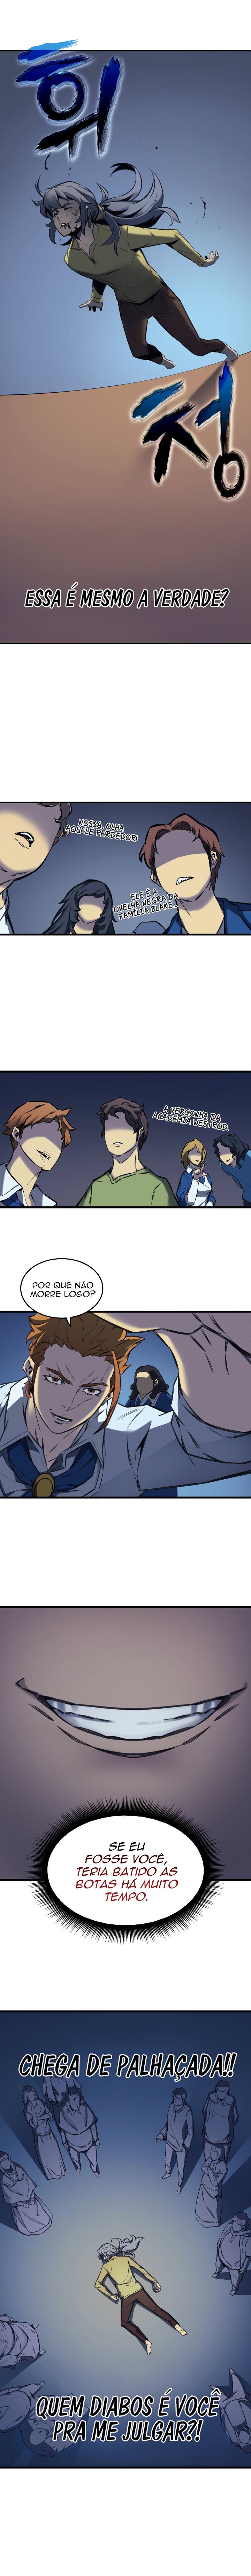 휘
청
ESSA É MESMO A VERDADE?
NOSSA, OLHA
AQUELE PERDEDOR!
ELE É A
OVELHA NEGRA DA
FAMÍLIA BLAKE.
A VERGONHA DA
ACADEMIA WESTROD.
POR QUE NÃO
MORRE LOGO?
SE EU
FOSSE VOCÊ,
TERIA BATIDO AS
BOTAS HÁ MUITO
TEMPO.
CHEGA DE PALHAÇADA!!
QUEM DIABOS É VOCÊ
PRA ME JULGAR?!